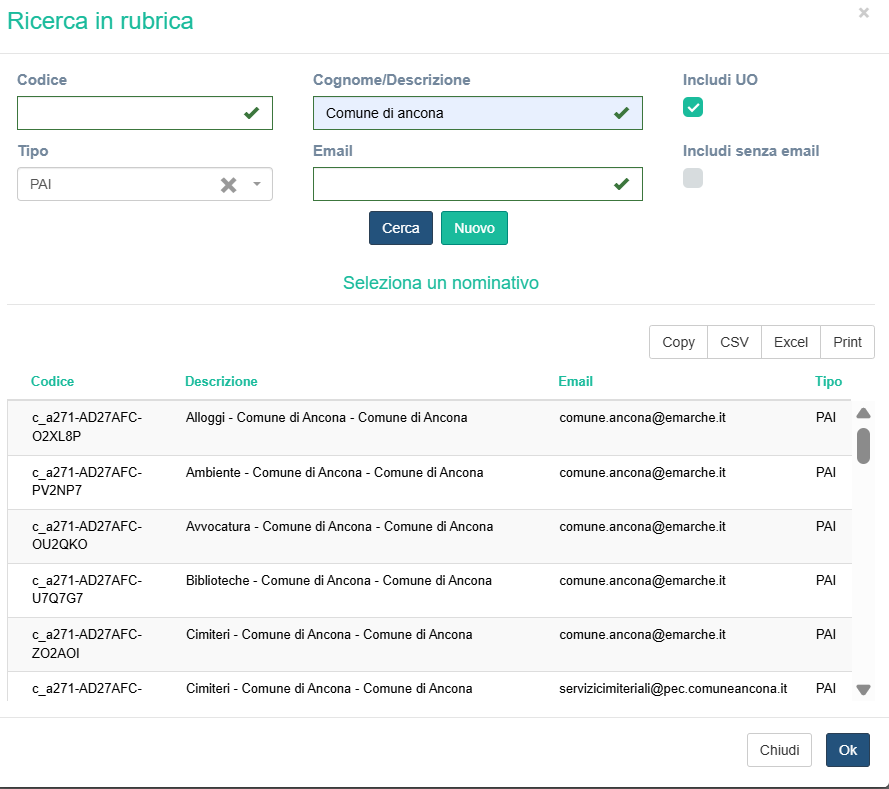 Ricerca in rubrica
×
Codice
Cognome/Descrizione
Includi UO
Comune di ancona
Tipo
Email
Includi senza email
PAI
Cerca
Nuovo
Seleziona un nominativo
Copy CSV Excel Print
Codice Descrizione Email Tipo
c_a271-AD27AFC- Alloggi - Comune di Ancona - Comune di Ancona comune.ancona@emarche.it PAI
O2XL8P
c_a271-AD27AFC- Ambiente - Comune di Ancona - Comune di Ancona comune.ancona@emarche.it PAI
PV2NP7
c_a271-AD27AFC- Avvocatura - Comune di Ancona - Comune di Ancona comune.ancona@emarche.it PAI
OU2QKO
c_a271-AD27AFC- Biblioteche - Comune di Ancona - Comune di Ancona comune.ancona@emarche.it PAI
U7Q7G7
c_a271-AD27AFC- Cimiteri - Comune di Ancona - Comune di Ancona comune.ancona@emarche.it PAI
ZO2AOI
c_a271-AD27AFC- Cimiteri - Comune di Ancona - Comune di Ancona servizicimiteriali@pec.comuneancona.it PAI
Chiudi Ok